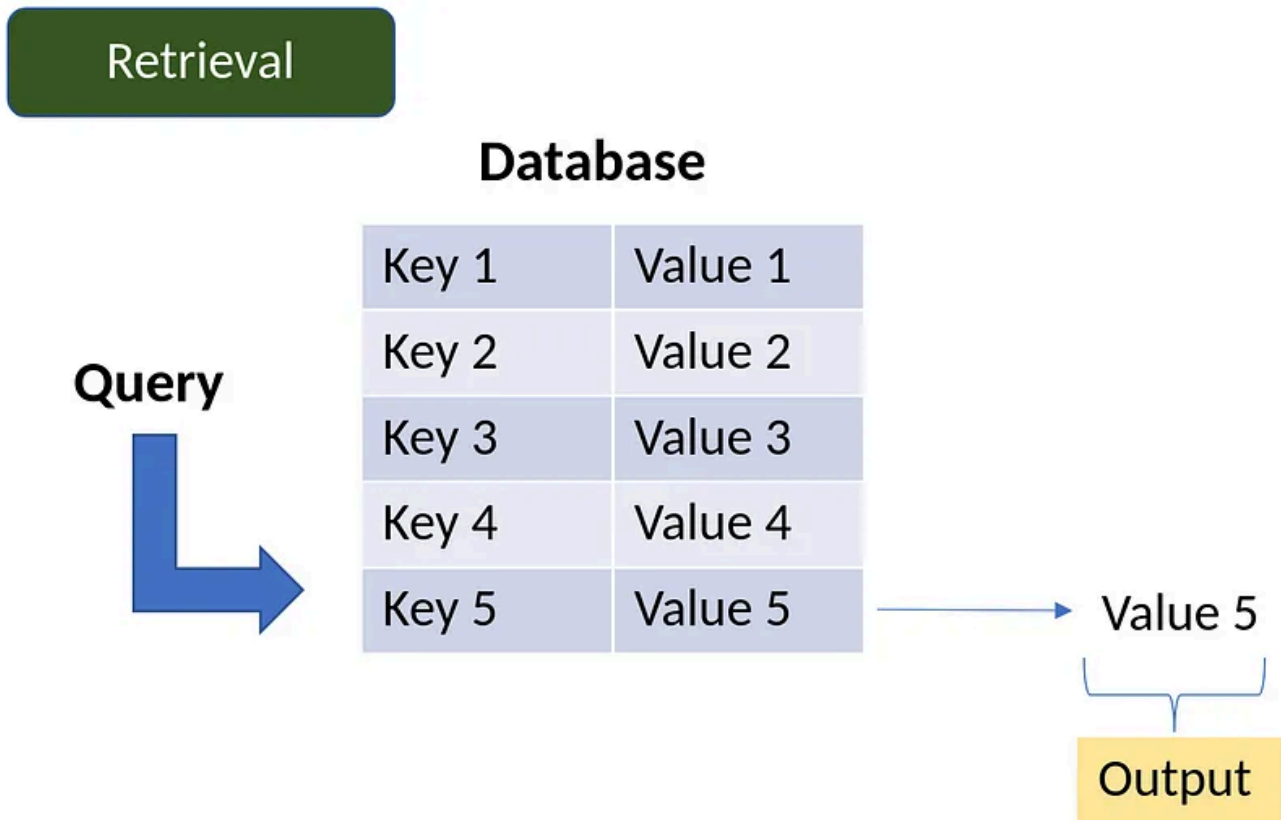 Retrieval
Database
Key 1 Value 1
Key 2 Value 2
Query
Key 3 Value 3
Key 4 Value 4
Key 5 Value 5
Value 5
Output